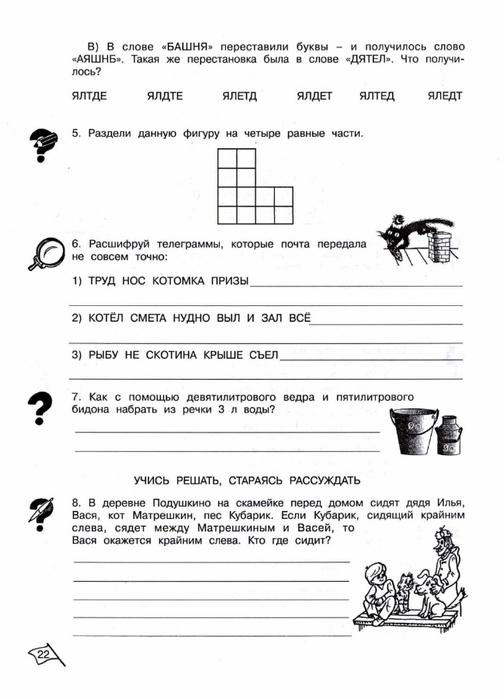 В) В слове «БАШНЯ» переставили буквы – и получилось слово
«АЯШНБ». Такая же перестановка была в слове «ДЯТЕЛ». Что получи-
лось?
ЯЛТДЕ ЯЛДТЕ ЯЛЕТД ЯЛДЕТ ЯЛТЕД ЯЛЕДТ
5. Раздели данную фигуру на четыре равные части.
6. Расшифруй телеграммы, которые почта передала
не совсем точно:
1) ТРУД НОС КОТОМКА ПРИЗЫ
2) КОТЁЛ СМЕТА НУДНО ВЫЛ И ЗАЛ ВСЁ
3) РЫБУ НЕ СКОТИНА КРЫШЕ СЪЕЛ
7. Как с помощью девятилитрового ведра и пятилитрового
бидона набрать из речки 3 л воды?
УЧИСЬ РЕШАТЬ, СТАРАЯСЬ РАССУЖДАТЬ
8. В деревне Подушкино на скамейке перед домом сидят дядя Илья,
Вася, кот Матрешкин, пес Кубарик. Если Кубарик, сидящий крайним
слева, сядет между Матрешкиным и Васей, то
Вася окажется крайним слева. Кто где сидит?
22